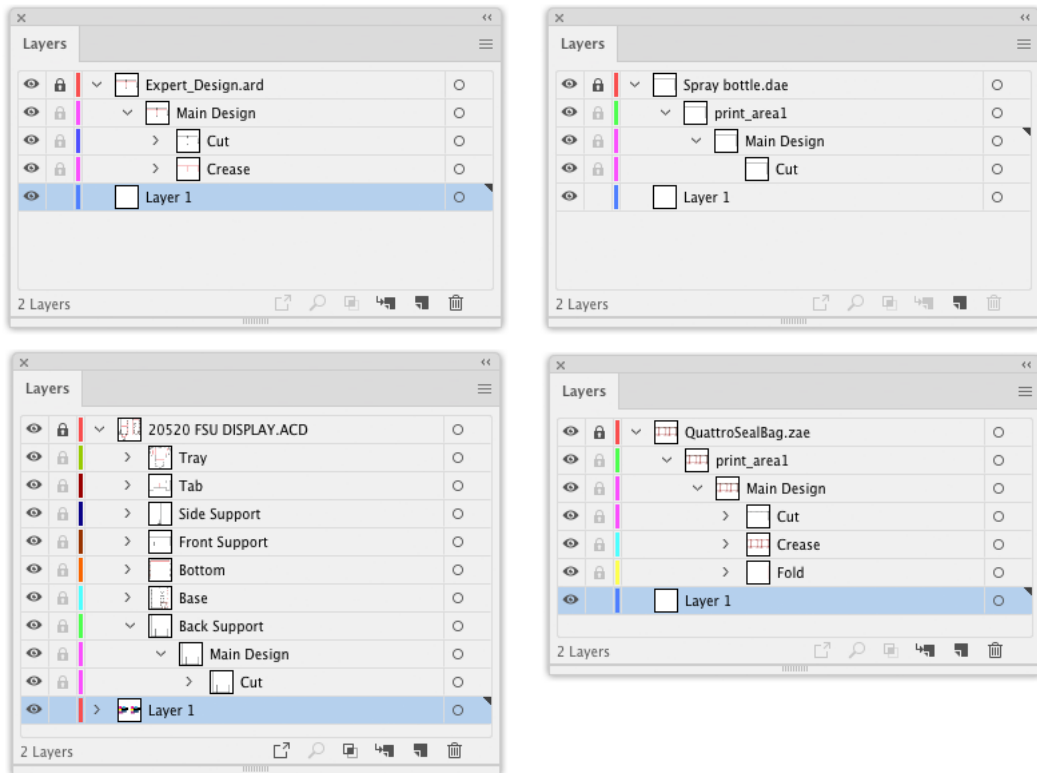 Layers
Expert_Design.ard
Main Design
Cut
Crease
Layer 1
2 Layers
Layers
Spray bottle.dae
print_area1
Main Design
Cut
Layer 1
2 Layers
Layers
20520 FSU DISPLAY.ACD
Tray
Tab
Side Support
Front Support
Bottom
Base
Back Support
Main Design
Cut
Layer 1
2 Layers
Layers
QuattroSealBag.zae
print_area1
Main Design
Cut
Crease
Fold
Layer 1
2 Layers